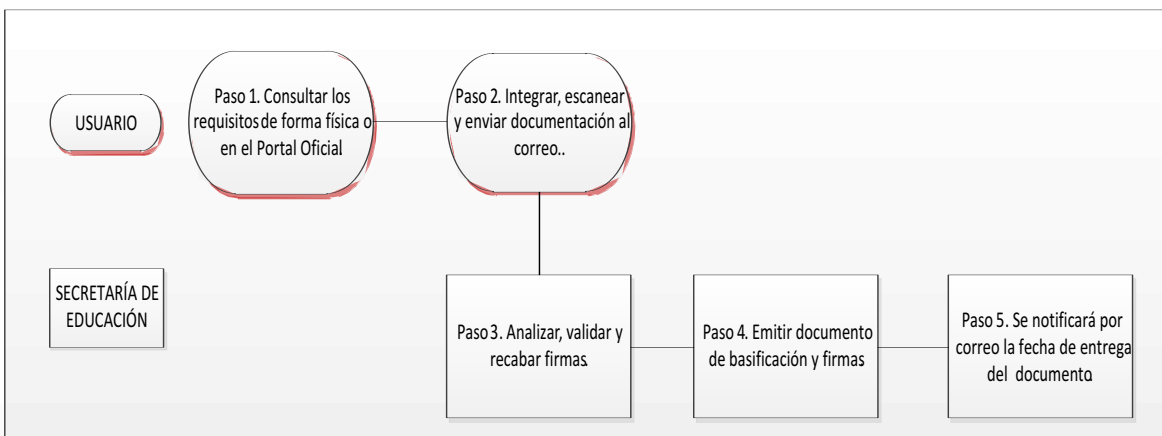 USUARIO
Paso 1. Consultar los
requisitos de forma física o
en el Portal Oficial
Paso 2. Integrar, escanear
y enviar documentación al
correo..
SECRETARÍA DE
EDUCACIÓN
Paso 3. Analizar, validar y
recabar firmas.
Paso 4. Emitir documento
de basificación y firmas
Paso 5. Se notificará por
correo la fecha de entrega
del documento.